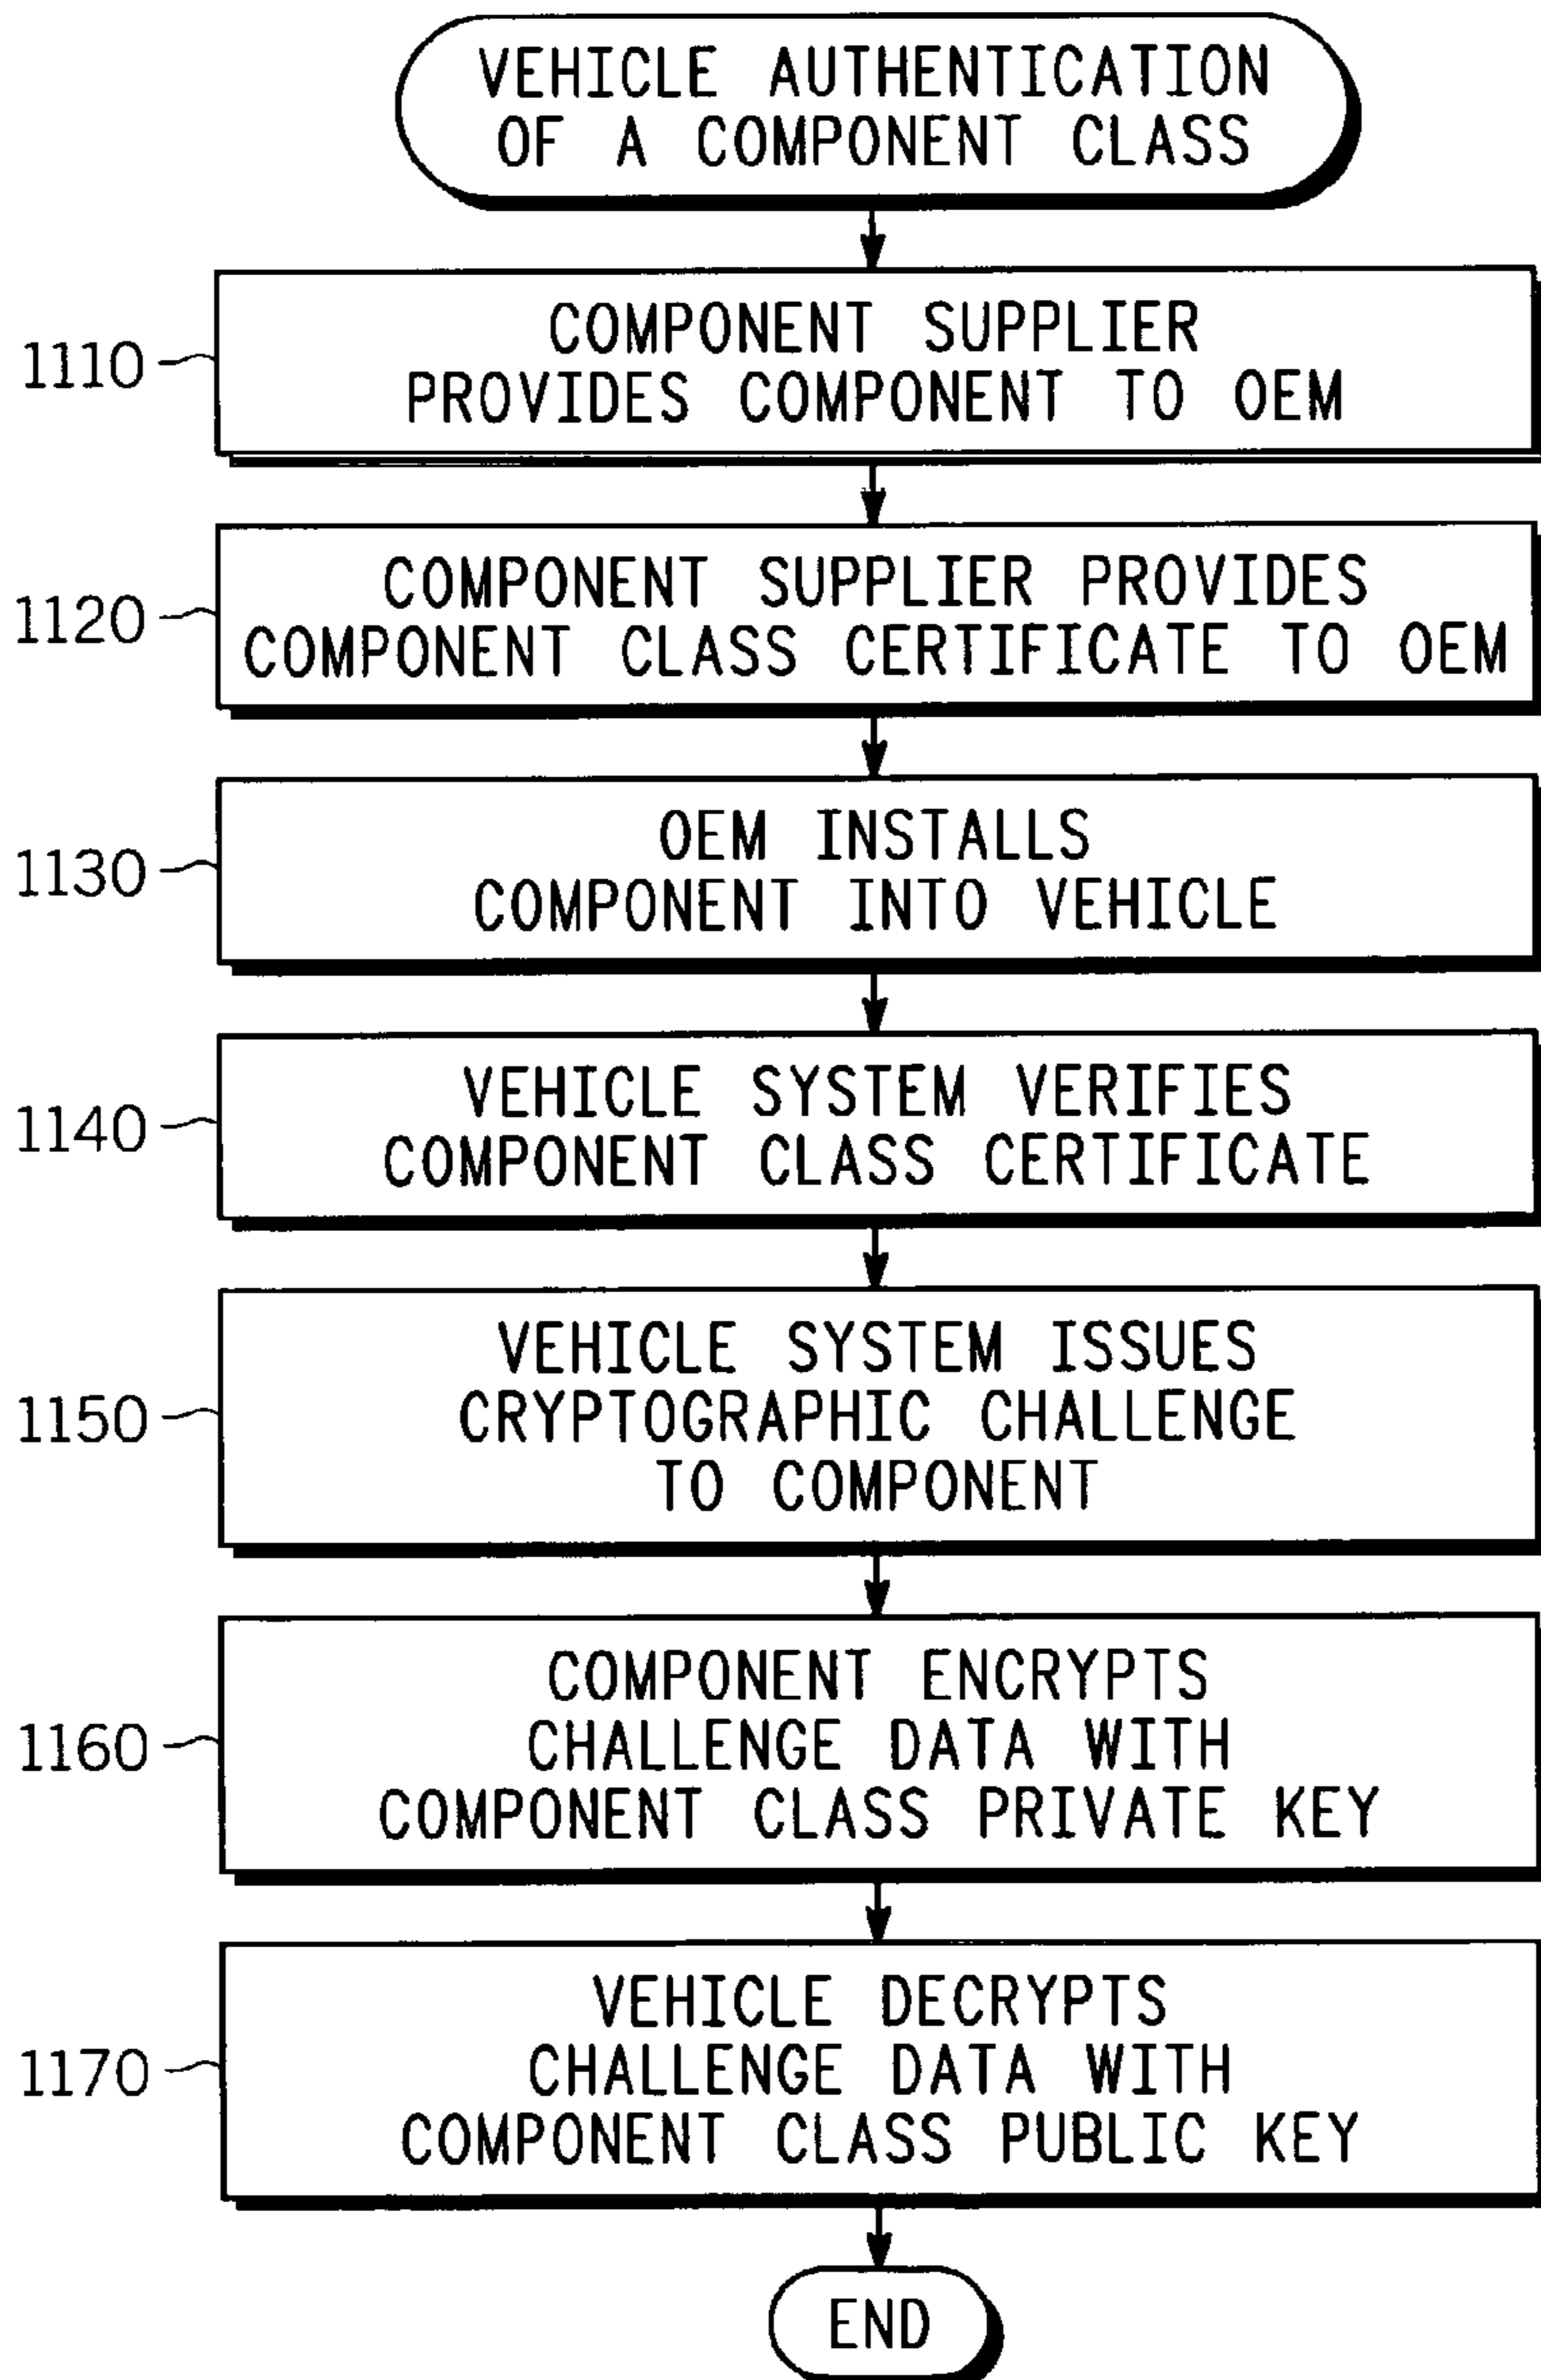 VEHICLE AUTHENTICATION
OF A COMPONENT CLASS
1110
COMPONENT SUPPLIER
PROVIDES COMPONENT TO OEM
1120
COMPONENT SUPPLIER PROVIDES
COMPONENT CLASS CERTIFICATE TO OEM
1130
OEM INSTALLS
COMPONENT INTO VEHICLE
1140
VEHICLE SYSTEM VERIFIES
COMPONENT CLASS CERTIFICATE
1150
VEHICLE SYSTEM ISSUES
CRYPTOGRAPHIC CHALLENGE
TO COMPONENT
1160
COMPONENT ENCRYPTS
CHALLENGE DATA WITH
COMPONENT CLASS PRIVATE KEY
1170
VEHICLE DECRYPTS
CHALLENGE DATA WITH
COMPONENT CLASS PUBLIC KEY
END